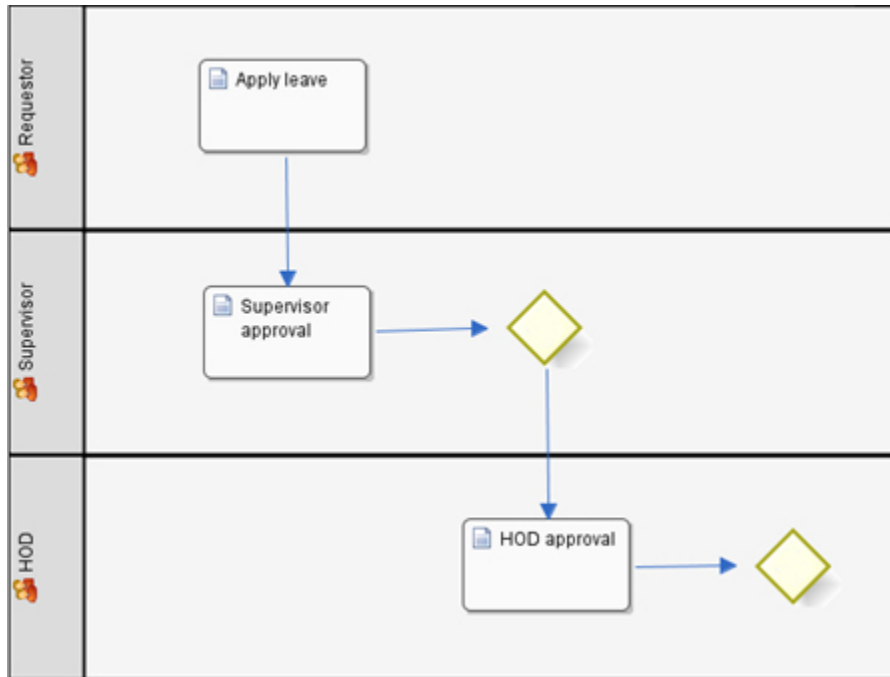 Requestor
Apply leave
Supervisor
Supervisor
approval
HOD
HOD approval